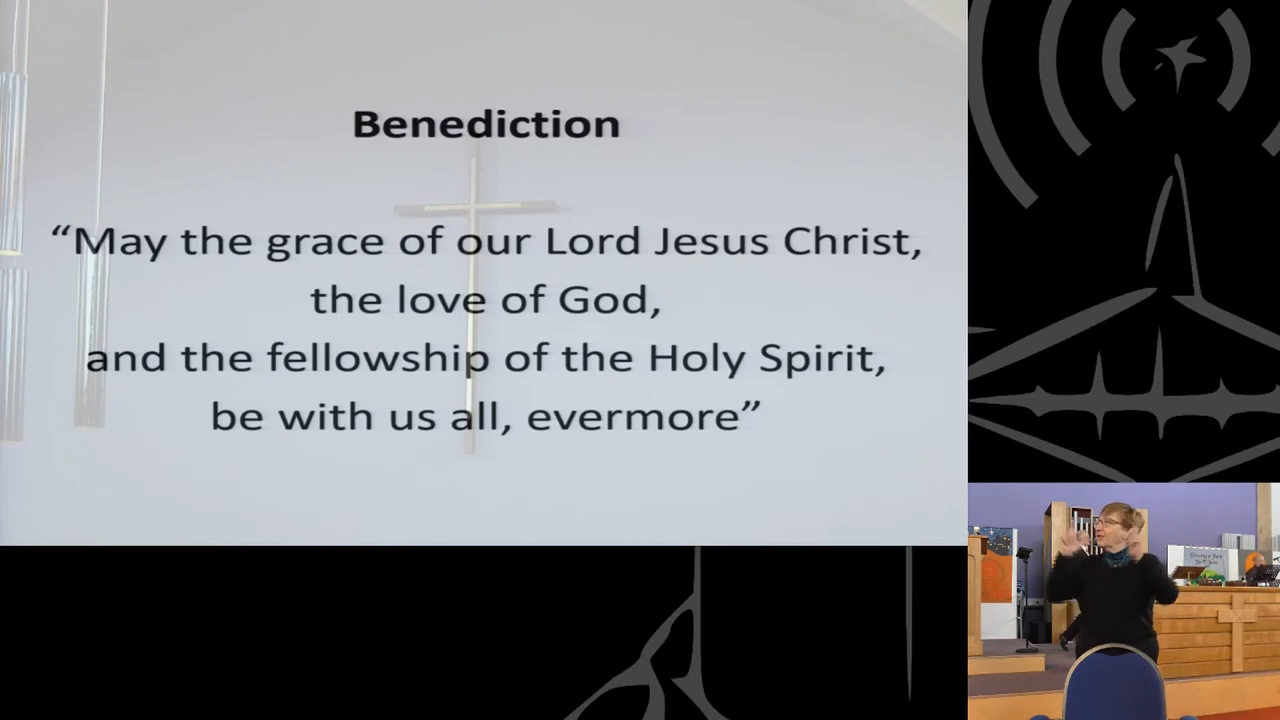 Benediction
“May the grace of our Lord Jesus Christ,
the love of God,
and the fellowship of the Holy Spirit,
be with us all, evermore”